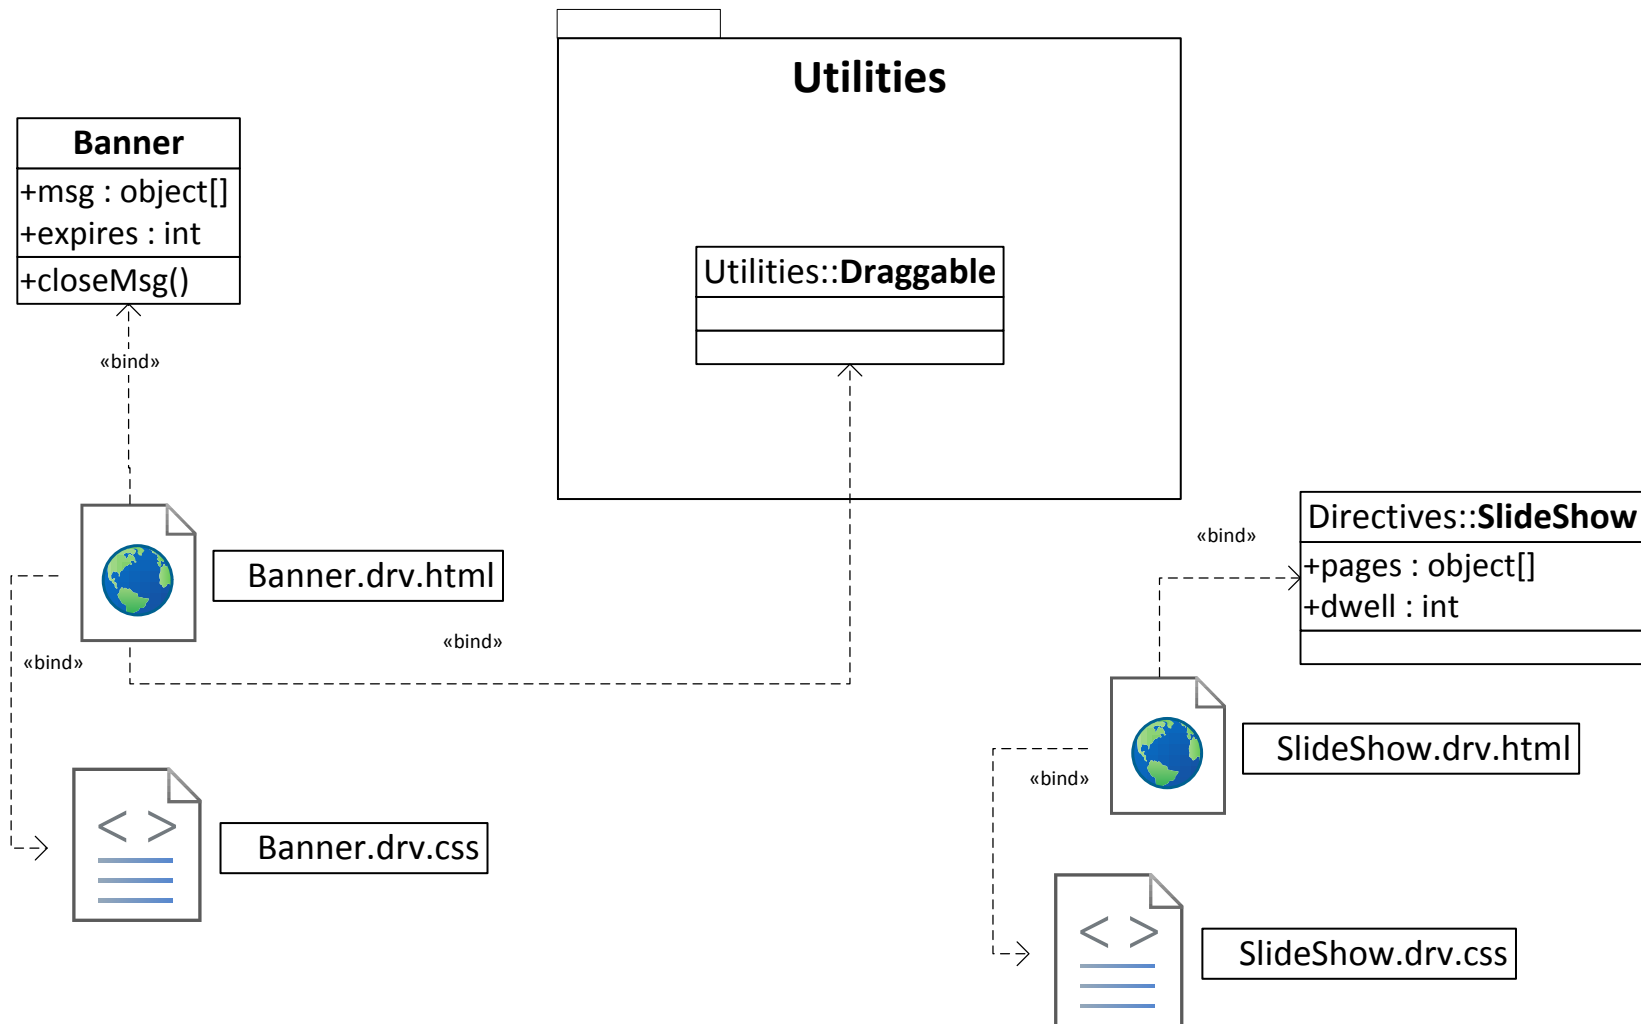 Utilities
Banner
+msg : object[]
+expires : int
+closeMsg()
«bind»
Utilities::Draggable
Banner.drv.html
«bind»
«bind»
Banner.drv.css
«bind»
Directives::SlideShow
+pages : object[]
+dwell : int
SlideShow.drv.html
«bind»
< >
SlideShow.drv.css
< >